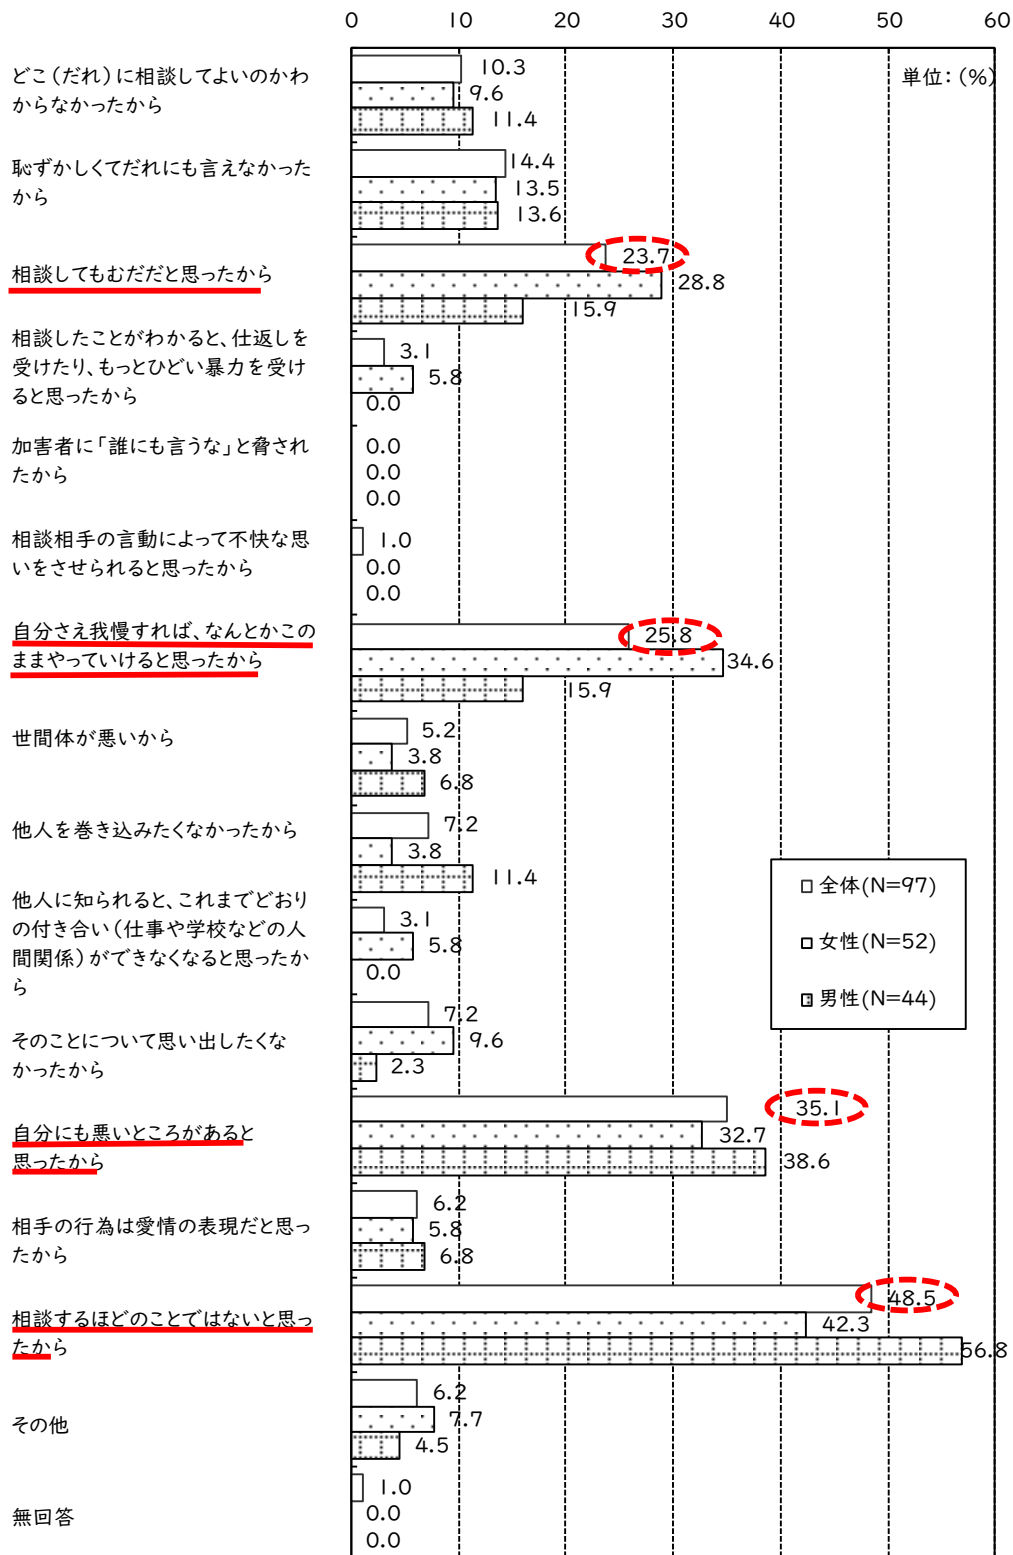 0 10 20 30 40 50 60
単位:(%)
どこ(だれ)に相談してよいのかわ
からなかったから
10.3
9.6
11.4
恥ずかしくてだれにも言えなかった
から
14.4
13.5
13.6
相談してもむだだと思ったから
23.7
28.8
15.9
相談したことがわかると、仕返しを
受けたり、もっとひどい暴力を受け
ると思ったから
3.1
5.8
0.0
加害者に「誰にも言うな」と脅され
たから
0.0
0.0
0.0
相談相手の言動によって不快な思
いをさせられると思ったから
1.0
0.0
0.0
自分さえ我慢すれば、なんとかこの
ままやっていけると思ったから
25.8
34.6
15.9
世間体が悪いから
5.2
3.8
6.8
他人を巻き込みたくなかったから
7.2
3.8
11.4
他人に知られると、これまでどおり
の付き合い(仕事や学校などの人
間関係)ができなくなると思ったか
ら
3.1
5.8
0.0
そのことについて思い出したくな
かったから
7.2
9.6
2.3
自分にも悪いところがあると
思ったから
35.1
32.7
38.6
相手の行為は愛情の表現だと思っ
たから
6.2
5.8
6.8
相談するほどのことではないと思っ
たから
48.5
42.3
56.8
その他
6.2
7.7
4.5
無回答
1.0
0.0
0.0
全体(N=97)
女性(N=52)
男性(N=44)